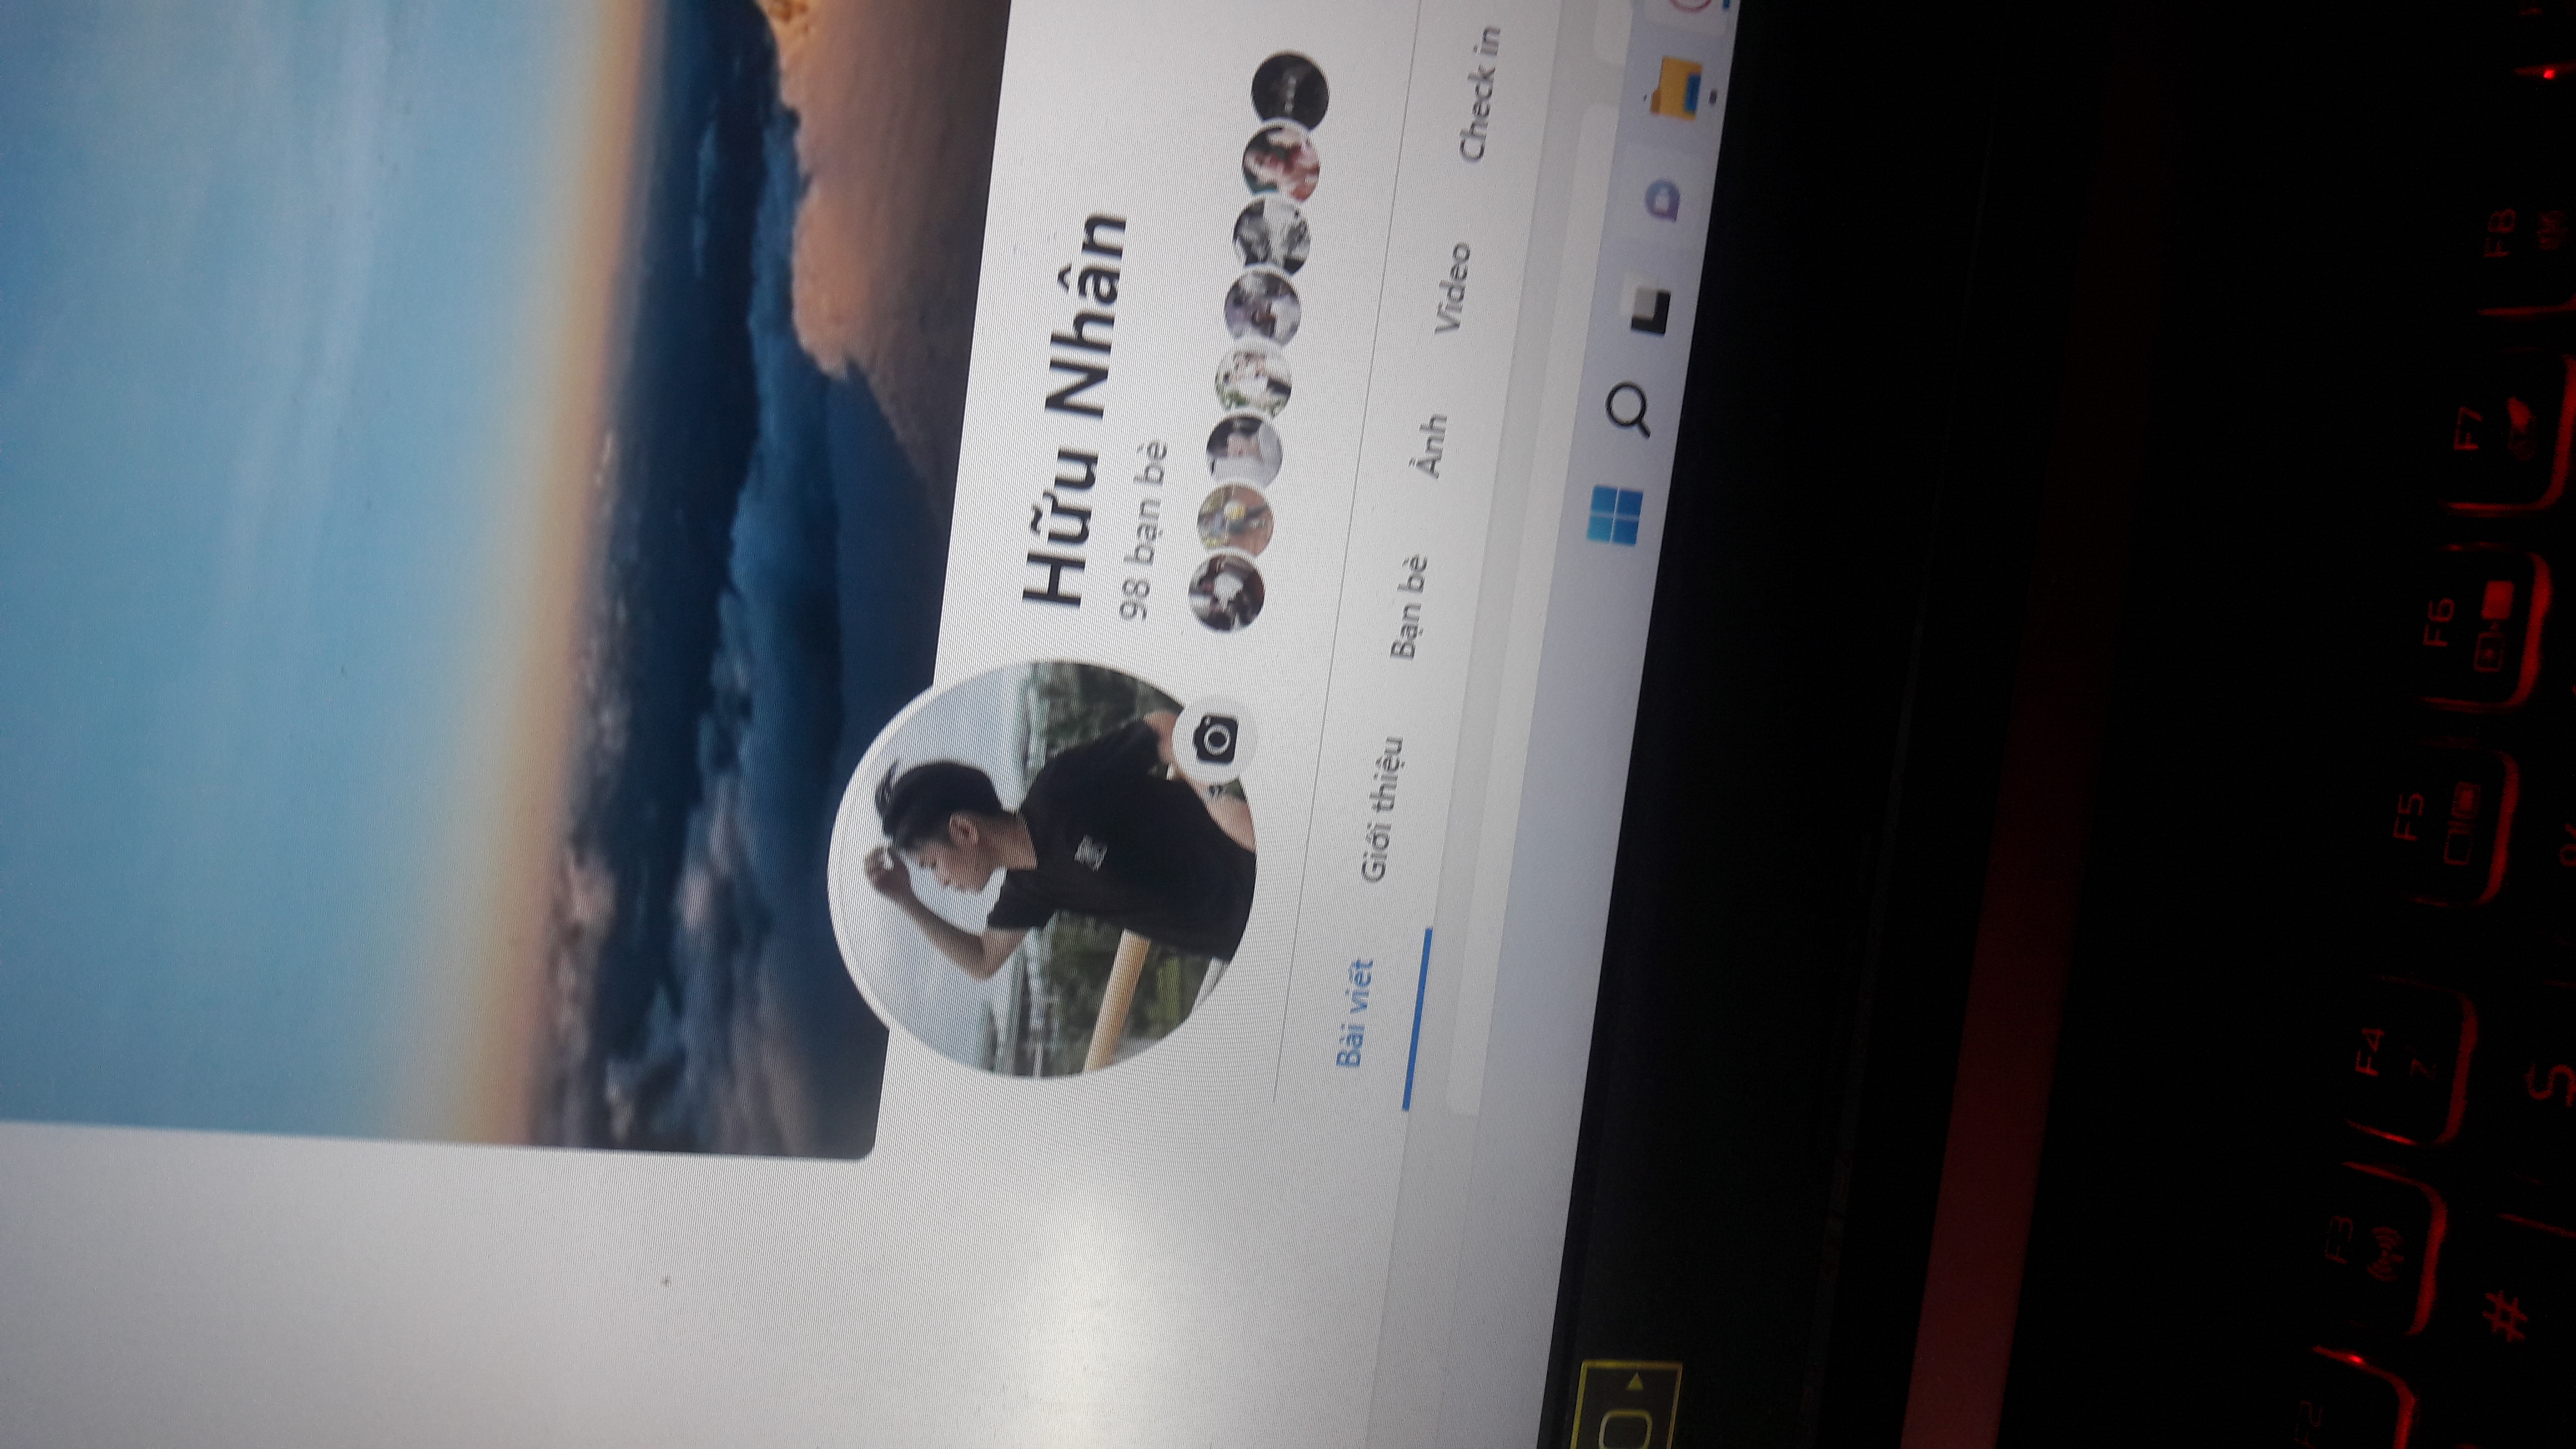 Hữu Nhân
98 bạn bè
Bài viết Giới thiệu Bạn bè Ảnh Video Check in
F2 F3 F4 F5 F6 F7 F8
Z
# $ %